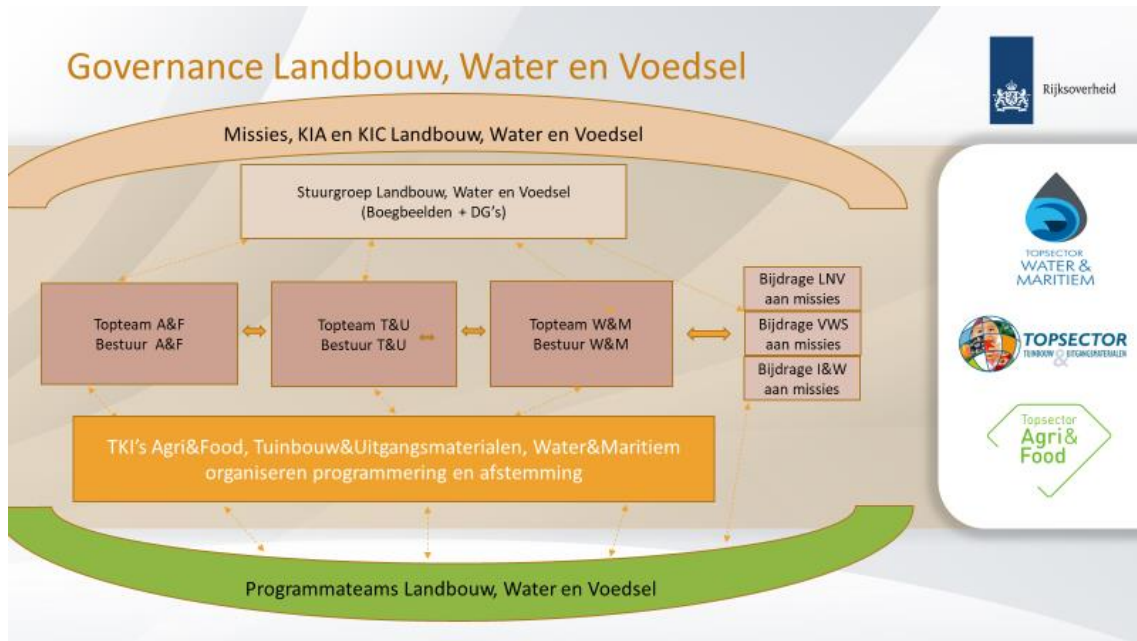 Governance Landbouw, Water en Voedsel
Rijksoverheid
Missies, KIA en KIC Landbouw, Water en Voedsel
Stuurgroep Landbouw, Water en Voedsel
(Boegbeelden + DG's)
Topteam A&F
Bestuur A&F
Topteam T&U
Bestuur T&U
Topteam W&M
Bestuur W&M
Bijdrage LNV
aan missies
Bijdrage VWS
aan missies
Bijdrage I&W
aan missies
TKI's Agri&Food, Tuinbouw&Uitgangsmaterialen, Water&Maritiem
organiseren programmering en afstemming
Programmateams Landbouw, Water en Voedsel
TOPSECTOR
WATER &
MARITIEM
TOPSECTOR
TUINBOUW & UITGANGSMATERIALEN
Topsector
Agri&
Food